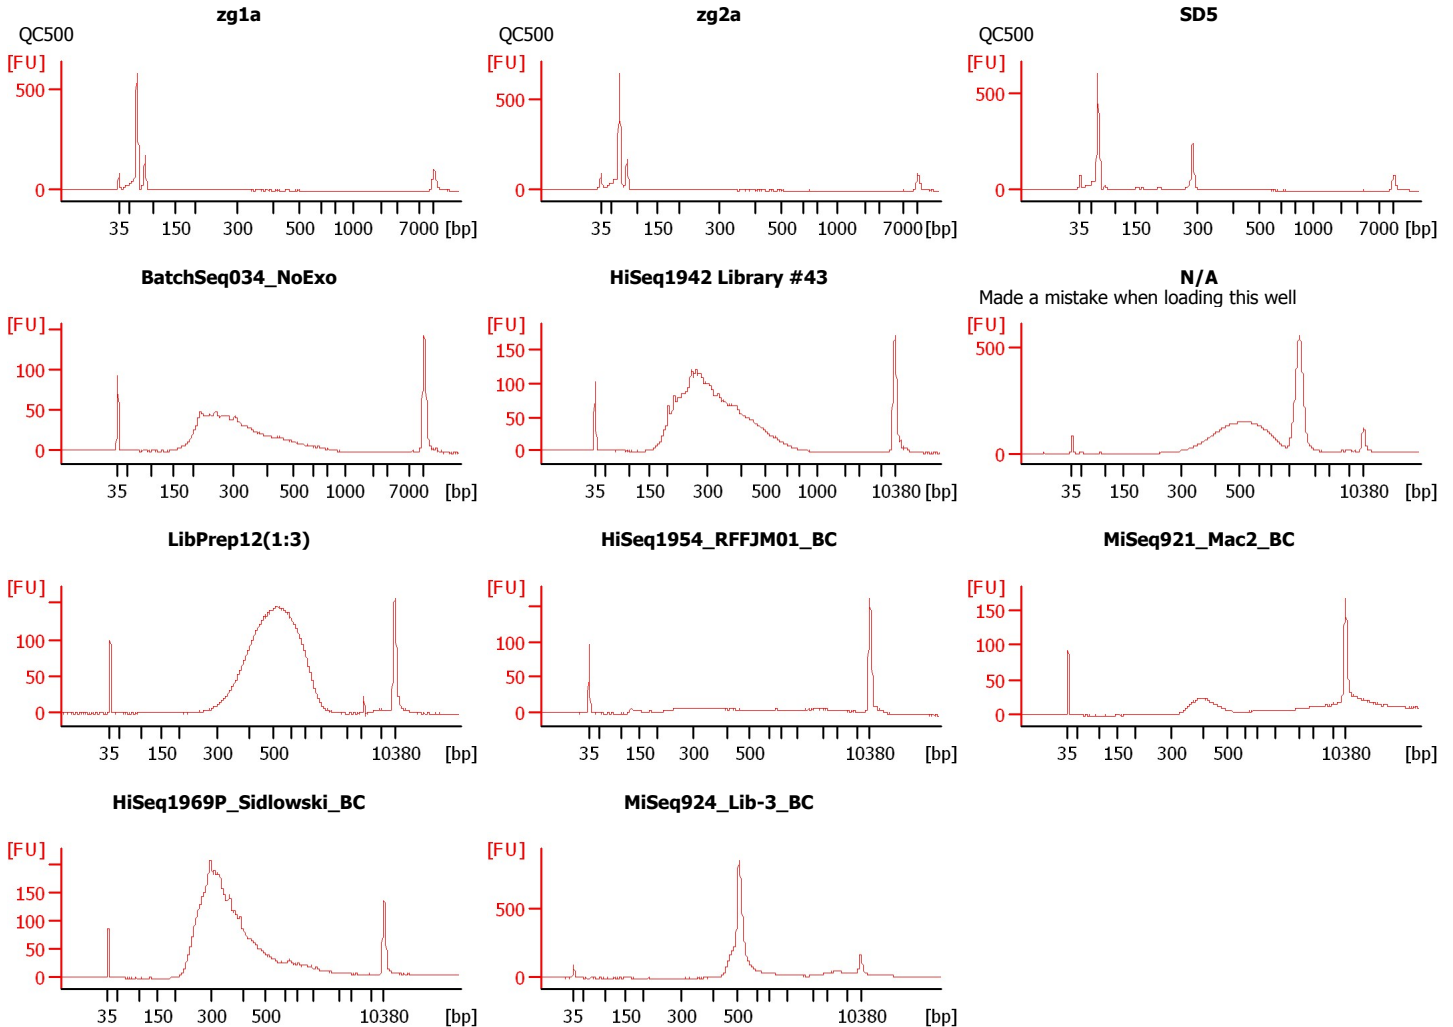 zg1a
QC500
[FU]
500
0
35 150 300 500 1000 7000 [bp]
zg2a
QC500
[FU]
500
0
35 150 300 500 1000 7000 [bp]
SD5
QC500
[FU]
500
0
35 150 300 500 1000 7000 [bp]
BatchSeq034_NoExo
[FU]
100
50
0
35 150 300 500 1000 7000 [bp]
HiSeq1942 Library #43
[FU]
150
100
50
0
35 150 300 500 1000 10380 [bp]
N/A
Made a mistake when loading this well
[FU]
500
0
35 150 300 500 10380 [bp]
LibPrep12(1:3)
[FU]
100
50
0
35 150 300 500 10380 [bp]
HiSeq1954_RFFJM01_BC
[FU]
100
50
0
35 150 300 500 10380 [bp]
MiSeq921_Mac2_BC
[FU]
150
100
50
0
35 150 300 500 10380 [bp]
HiSeq1969P_Sidlowski_BC
[FU]
150
100
50
0
35 150 300 500 10380 [bp]
MiSeq924_Lib-3_BC
[FU]
500
0
35 150 300 500 10380 [bp]